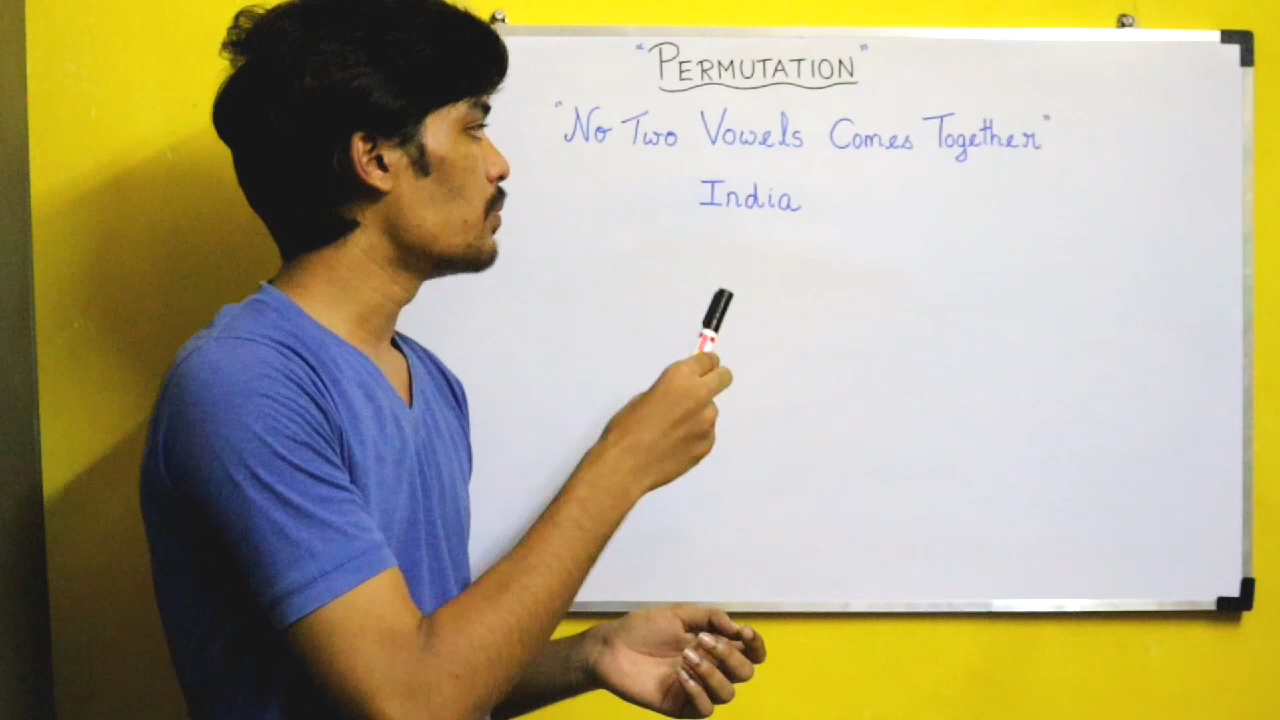 "PERMUTATION"
"No Two Vowels Comes Together"
India